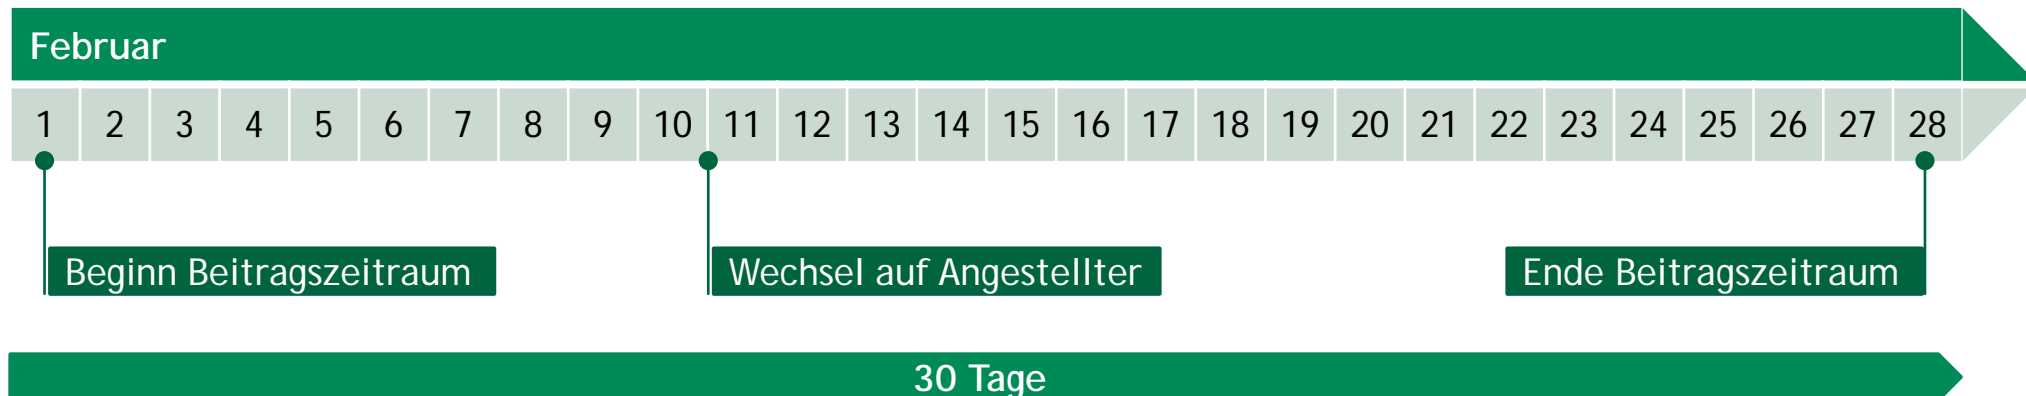 Februar
1 2 3 4 5 6 7 8 9 10 11 12 13 14 15 16 17 18 19 20 21 22 23 24 25 26 27 28
Beginn Beitragszeitraum Wechsel auf Angestellter Ende Beitragszeitraum
30 Tage